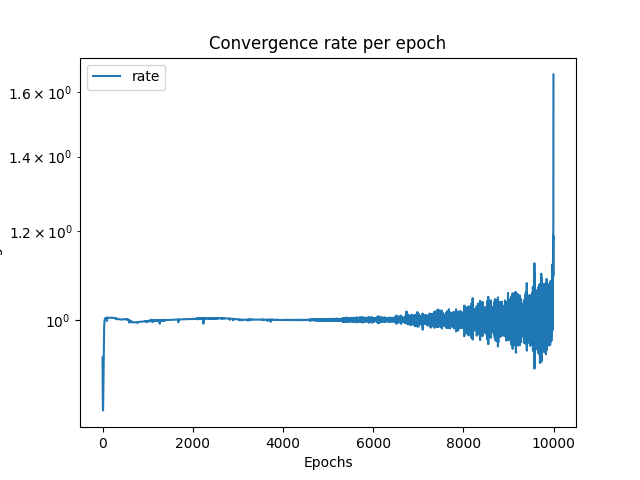 Convergence rate per epoch
rate
1.6 × 10⁰
1.4 × 10⁰
1.2 × 10⁰
10⁰
0 2000 4000 6000 8000 10000
Epochs